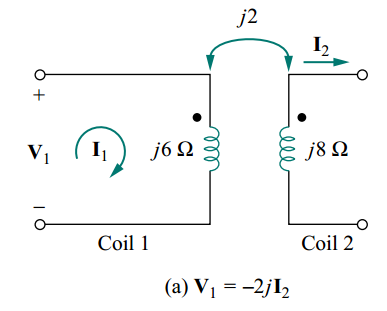 j2
I₂
+
V₁
I₁
j6 Ω
j8 Ω
–
Coil 1
Coil 2
(a) V₁ = –2jI₂